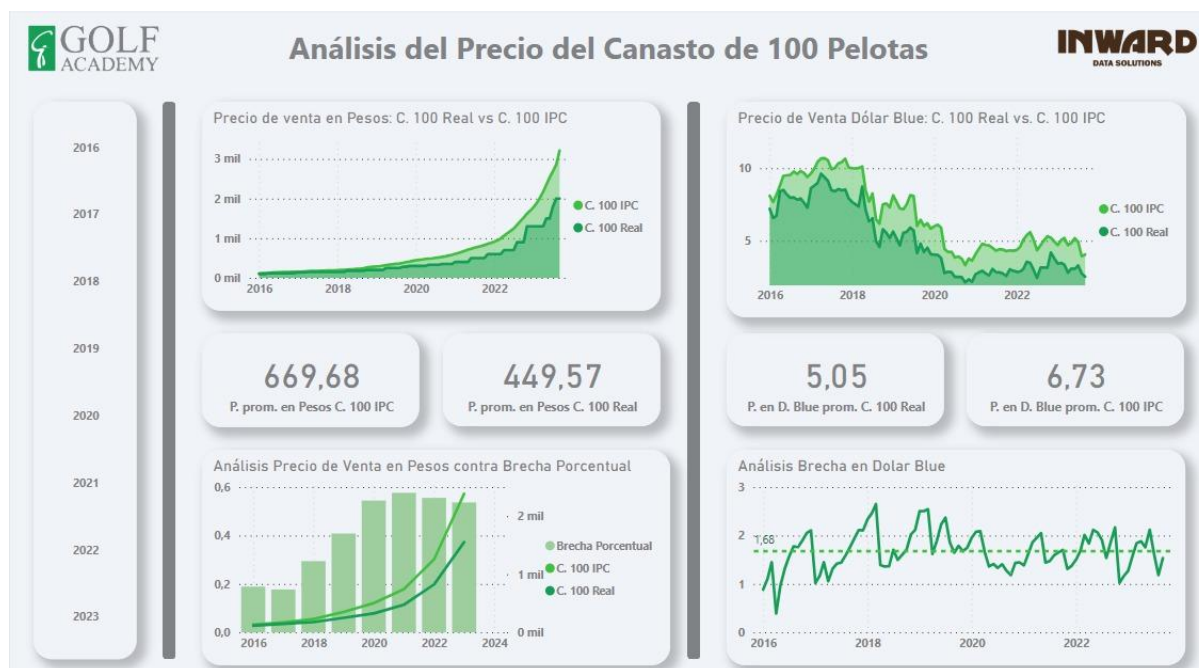 GOLF
ACADEMY
Análisis del Precio del Canasto de 100 Pelotas
INWARD
DATA SOLUTIONS
2016
2017
2018
2019
2020
2021
2022
2023
Precio de venta en Pesos: C. 100 Real vs C. 100 IPC
3 mil
2 mil
1 mil
0 mil
2016 2018 2020 2022
C. 100 IPC
C. 100 Real
Precio de Venta Dólar Blue: C. 100 Real vs. C. 100 IPC
10
5
2016 2018 2020 2022
C. 100 IPC
C. 100 Real
669,68
P. prom. en Pesos C. 100 IPC
449,57
P. prom. en Pesos C. 100 Real
5,05
P. en D. Blue prom. C. 100 Real
6,73
P. en D. Blue prom. C. 100 IPC
Análisis Precio de Venta en Pesos contra Brecha Porcentual
0,6
0,4
0,2
0,0
2016 2018 2020 2022 2024
2 mil
1 mil
0 mil
Brecha Porcentual
C. 100 IPC
C. 100 Real
Análisis Brecha en Dolar Blue
3
2
1,68
1
0
2016 2018 2020 2022